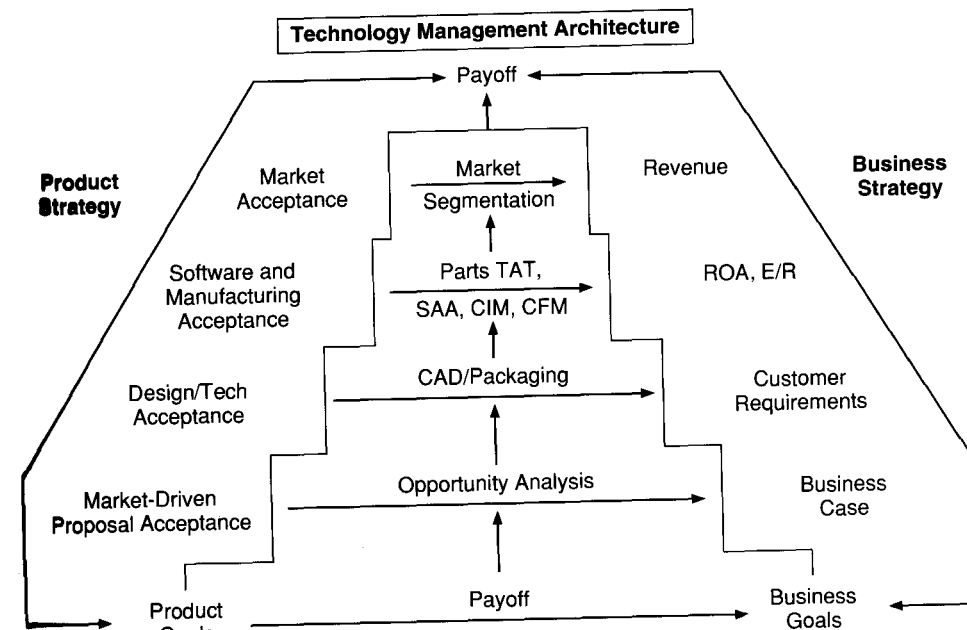 Technology Management Architecture
Payoff
Product
Strategy
Market
Acceptance
Market
Segmentation
Revenue
Business
Strategy
Software and
Manufacturing
Acceptance
Parts TAT,
SAA, CIM, CFM
ROA, E/R
Design/Tech
Acceptance
CAD/Packaging
Customer
Requirements
Market-Driven
Proposal Acceptance
Opportunity Analysis
Business
Case
Product
Payoff
Business
Goals